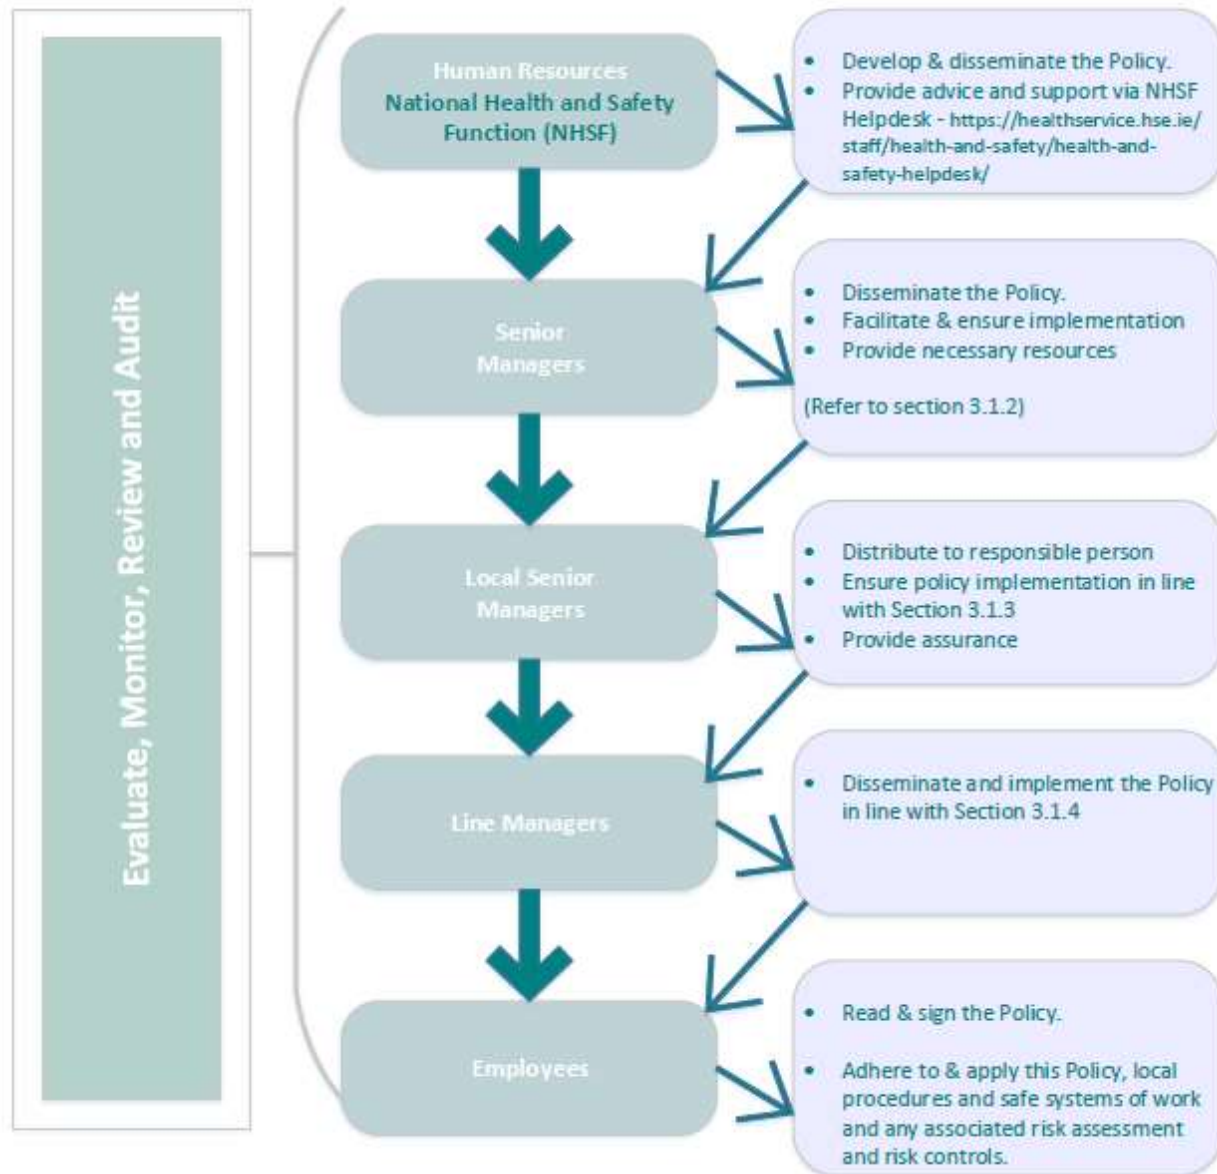 Evaluate, Monitor, Review and Audit
Human Resources
National Health and Safety
Function (NHSF)
• Develop & disseminate the Policy.
• Provide advice and support via NHSF
Helpdesk - https://healthservice.hse.ie/
staff/health-and-safety/health-and-
safety-helpdesk/
Senior
Managers
• Disseminate the Policy.
• Facilitate & ensure implementation
• Provide necessary resources
(Refer to section 3.1.2)
Local Senior
Managers
• Distribute to responsible person
• Ensure policy implementation in line
with Section 3.1.3
• Provide assurance
Line Managers
• Disseminate and implement the Policy
in line with Section 3.1.4
Employees
• Read & sign the Policy.
• Adhere to & apply this Policy, local
procedures and safe systems of work
and any associated risk assessment
and risk controls.